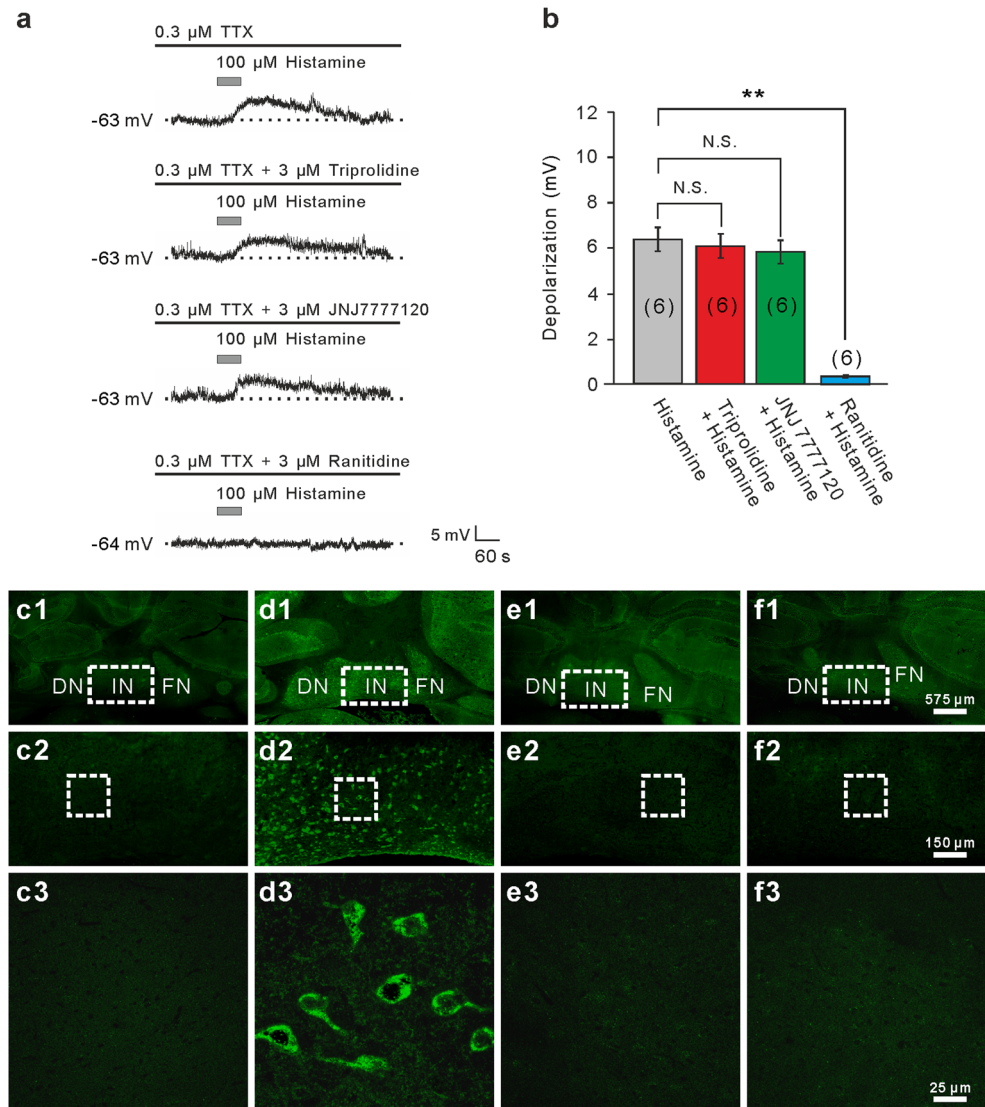 a
0.3 µM TTX
100 µM Histamine
-63 mV
0.3 µM TTX + 3 µM Triprolidine
100 µM Histamine
-63 mV
0.3 µM TTX + 3 µM JNJ7777120
100 µM Histamine
-63 mV
0.3 µM TTX + 3 µM Ranitidine
100 µM Histamine
-64 mV
5 mV
60 s
b
Depolarization (mV)
12
10
8
6
4
2
0
**
N.S.
N.S.
(6)
(6)
(6)
(6)
Histamine
Triprolidine
+ Histamine
JNJ 7777120
+ Histamine
Ranitidine
+ Histamine
c1
DN IN FN
d1
DN IN FN
e1
DN IN FN
f1
DN IN FN
575 µm
c2
d2
e2
f2
150 µm
c3
d3
e3
f3
25 µm